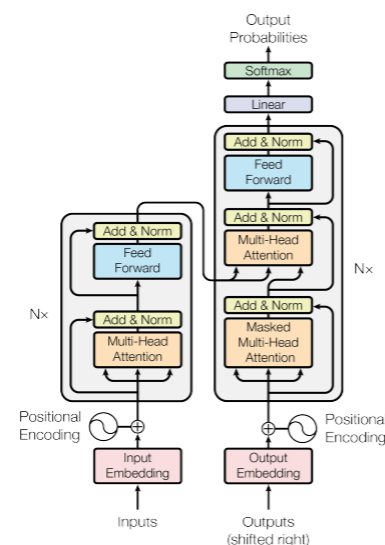 Output
Probabilities
Softmax
Linear
Add & Norm
Feed
Forward
Add & Norm
Multi-Head
Attention
Add & Norm
Masked
Multi-Head
Attention
Nx
Add & Norm
Feed
Forward
Add & Norm
Multi-Head
Attention
Nx
Positional
Encoding
Positional
Encoding
Input
Embedding
Output
Embedding
Inputs
Outputs
(shifted right)